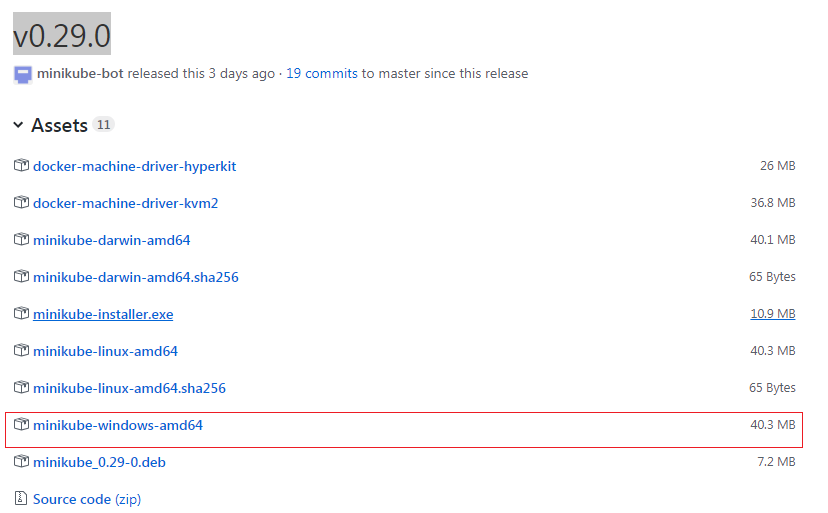 v0.29.0
minikube-bot released this 3 days ago · 19 commits to master since this release
Assets 11
docker-machine-driver-hyperkit 26 MB
docker-machine-driver-kvm2 36.8 MB
minikube-darwin-amd64 40.1 MB
minikube-darwin-amd64.sha256 65 Bytes
minikube-installer.exe 10.9 MB
minikube-linux-amd64 40.3 MB
minikube-linux-amd64.sha256 65 Bytes
minikube-windows-amd64 40.3 MB
minikube_0.29-0.deb 7.2 MB
Source code (zip)